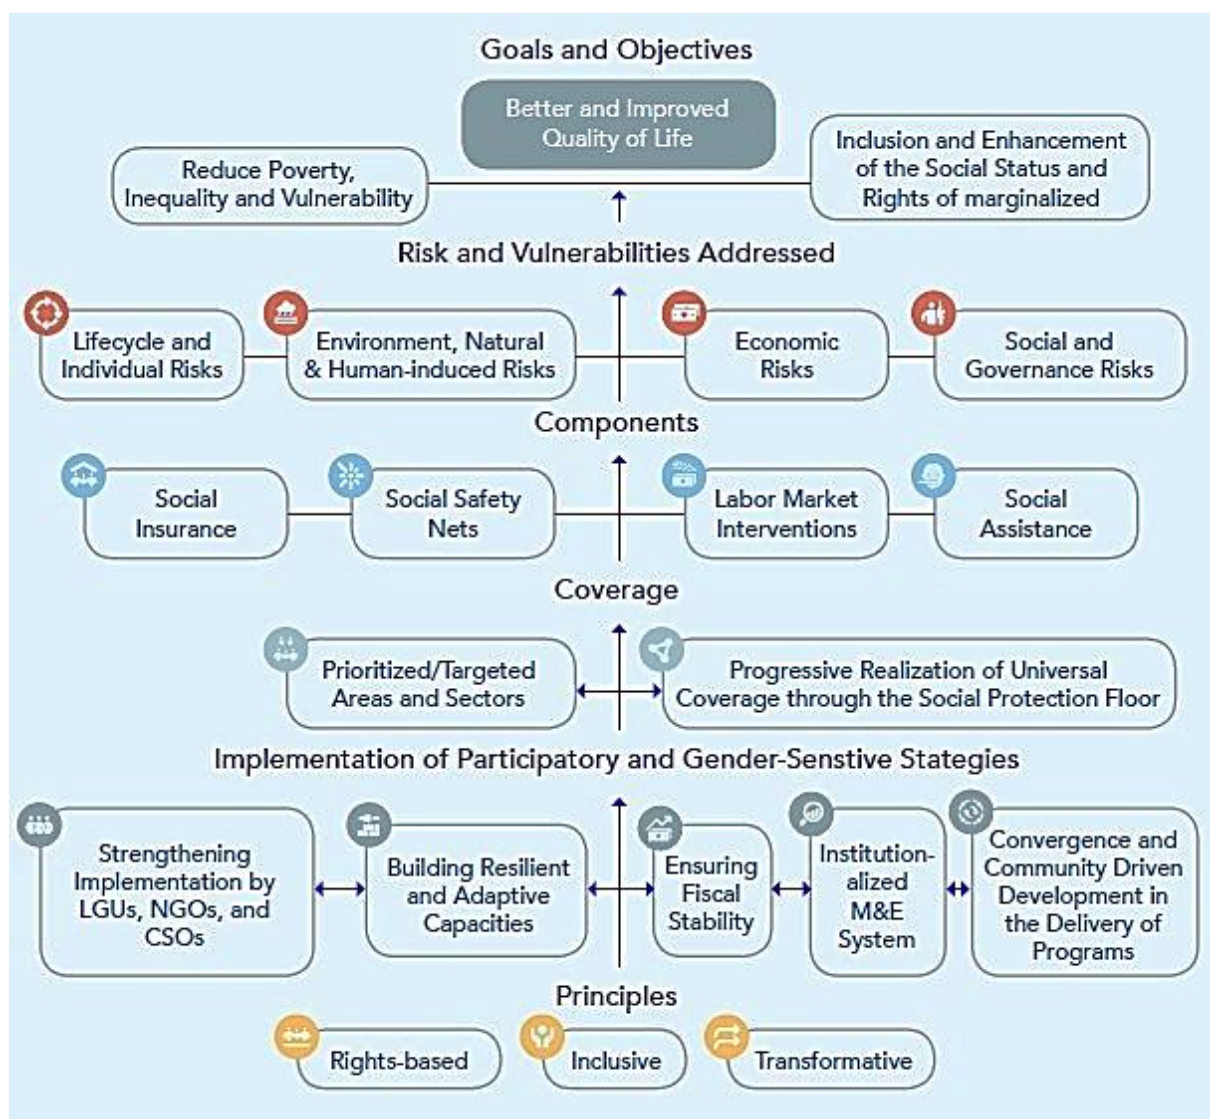 Goals and Objectives
Better and Improved
Quality of Life
Reduce Poverty,
Inequality and Vulnerability
Inclusion and Enhancement
of the Social Status and
Rights of marginalized
Risk and Vulnerabilities Addressed
Lifecycle and
Individual Risks
Environment, Natural
& Human-induced Risks
Economic
Risks
Social and
Governance Risks
Components
Social
Insurance
Social Safety
Nets
Labor Market
Interventions
Social
Assistance
Coverage
Prioritized/Targeted
Areas and Sectors
Progressive Realization of Universal
Coverage through the Social Protection Floor
Implementation of Participatory and Gender-Senstive Stategies
Strengthening
Implementation by
LGUs, NGOs, and
CSOs
Building Resilient
and Adaptive
Capacities
Ensuring
Fiscal
Stability
Institution-
alized
M&E
System
Convergence and
Community Driven
Development in
the Delivery of
Programs
Principles
Rights-based
Inclusive
Transformative